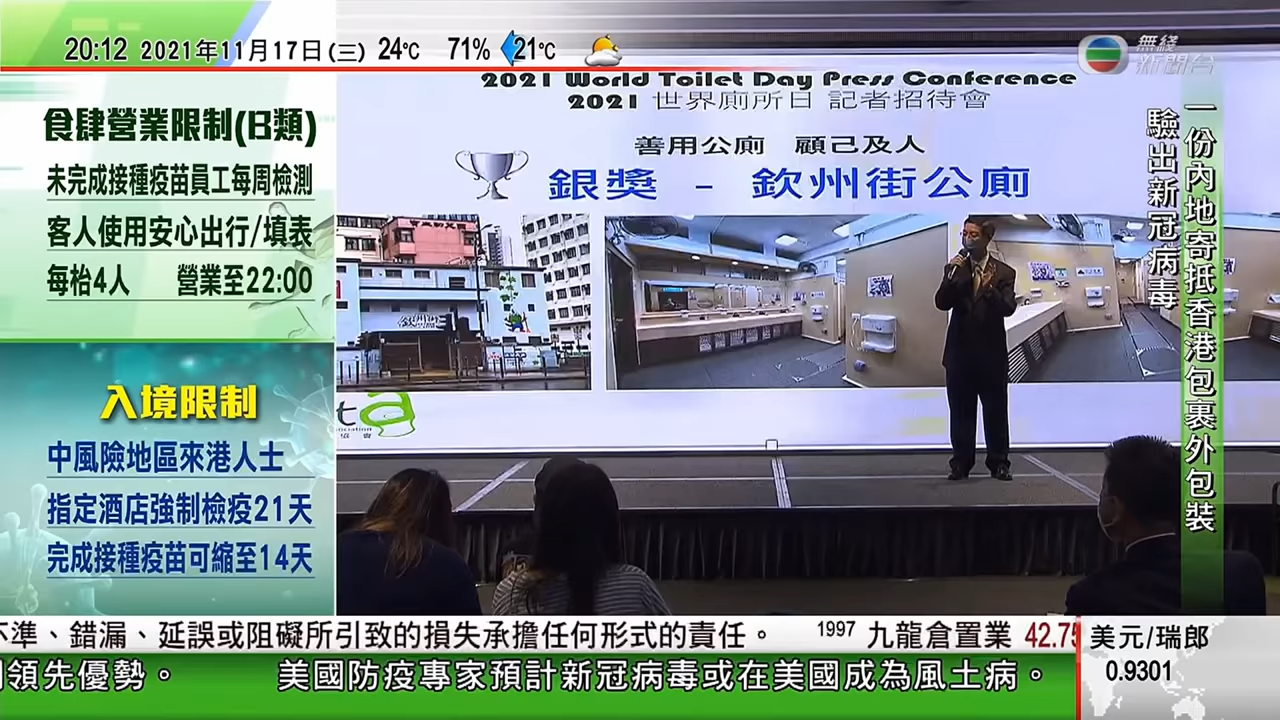 20:12 2021年11月17日(三) 24℃ 71% 21℃
無綫
新聞台
食肆營業限制(B類)
未完成接種疫苗員工每周檢測
客人使用安心出行/填表
每枱4人 營業至22:00
入境限制
中風險地區來港人士
指定酒店強制檢疫21天
完成接種疫苗可縮至14天
2021 World Toilet Day Press Conference
2021 世界廁所日 記者招待會
善用公廁 顧己及人
銀獎 - 欽州街公廁
ta
協會
一份內地寄抵香港包裹外包裝
驗出新冠病毒
不準、錯漏、延誤或阻礙所引致的損失承擔任何形式的責任。 1997 九龍倉置業 42.75
美元/瑞郎
0.9301
領先優勢。 美國防疫專家預計新冠病毒或在美國成為風土病。